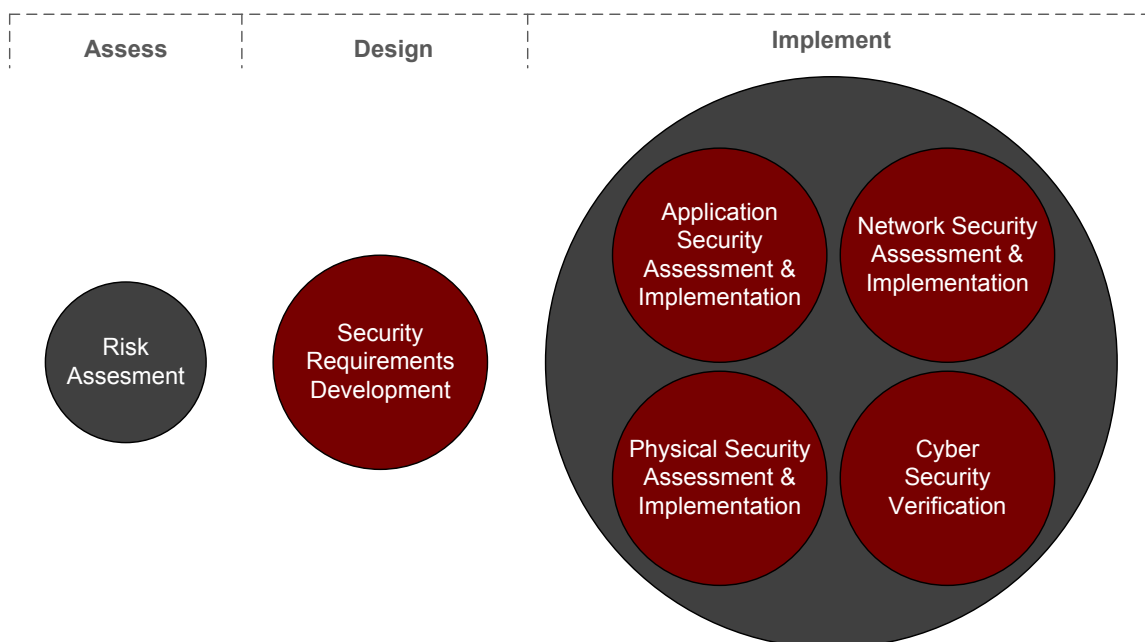 Assess
Design
Implement
Risk
Assesment
Security
Requirements
Development
Application
Security
Assessment &
Implementation
Network Security
Assessment &
Implementation
Physical Security
Assessment &
Implementation
Cyber
Security
Verification